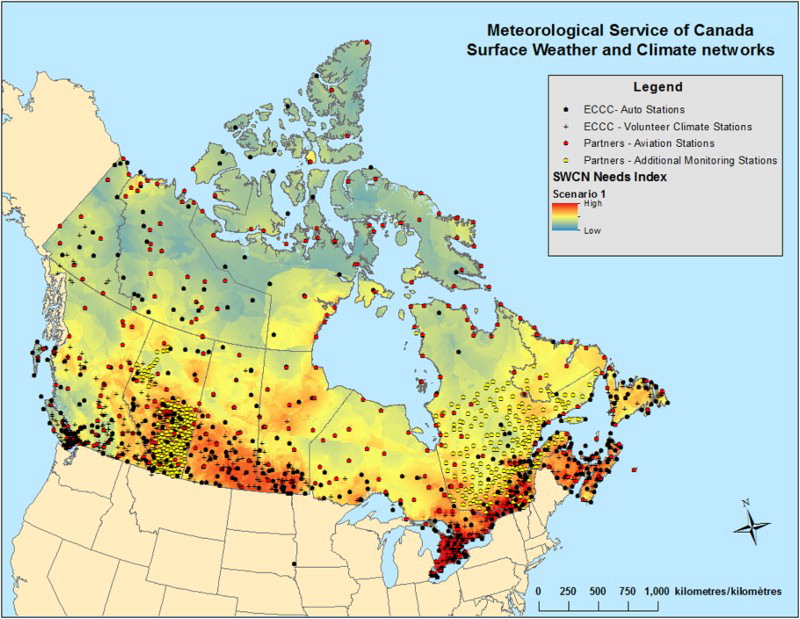 Meteorological Service of Canada
Surface Weather and Climate networks
Legend
ECCC- Auto Stations
ECCC - Volunteer Climate Stations
Partners - Aviation Stations
Partners - Additional Monitoring Stations
SWCN Needs Index
Scenario 1
High
Low
N
0 250 500 750 1,000 kilometres/kilomètres